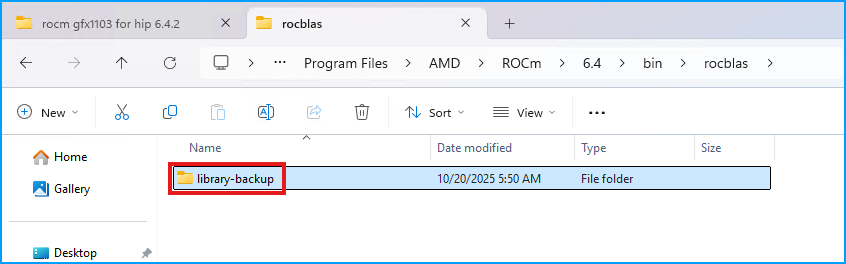 rocm gfx1103 for hip 6.4.2
rocblas
Program Files > AMD > ROCm > 6.4 > bin > rocblas >
New Sort View
Name Date modified Type Size
Home
Gallery
Desktop
library-backup 10/20/2025 5:50 AM File folder